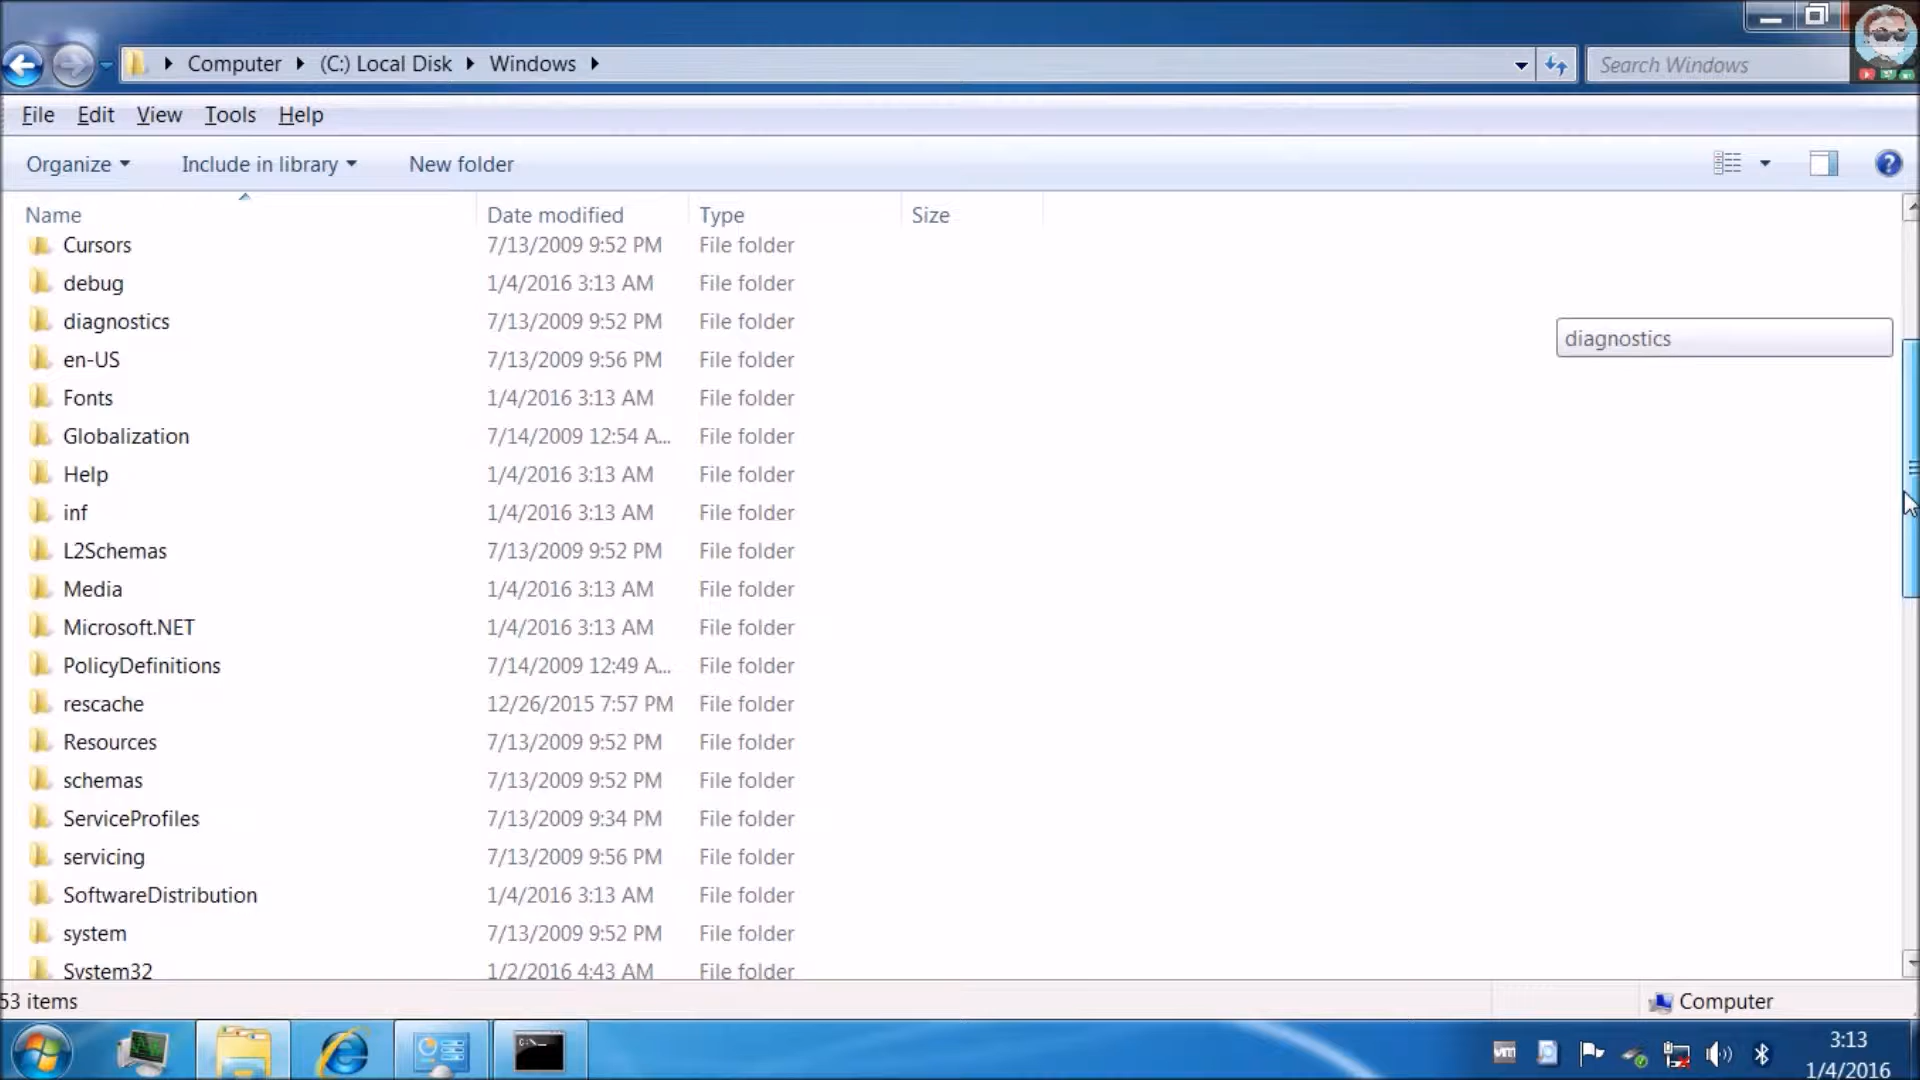 Computer (C:) Local Disk Windows
Search Windows
File Edit View Tools Help
Organize Include in library New folder
Name Date modified Type Size
Cursors 7/13/2009 9:52 PM File folder
debug 1/4/2016 3:13 AM File folder
diagnostics 7/13/2009 9:52 PM File folder
diagnostics
en-US 7/13/2009 9:56 PM File folder
Fonts 1/4/2016 3:13 AM File folder
Globalization 7/14/2009 12:54 A... File folder
Help 1/4/2016 3:13 AM File folder
inf 1/4/2016 3:13 AM File folder
L2Schemas 7/13/2009 9:52 PM File folder
Media 1/4/2016 3:13 AM File folder
Microsoft.NET 1/4/2016 3:13 AM File folder
PolicyDefinitions 7/14/2009 12:49 A... File folder
rescache 12/26/2015 7:57 PM File folder
Resources 7/13/2009 9:52 PM File folder
schemas 7/13/2009 9:52 PM File folder
ServiceProfiles 7/13/2009 9:34 PM File folder
servicing 7/13/2009 9:56 PM File folder
SoftwareDistribution 1/4/2016 3:13 AM File folder
system 7/13/2009 9:52 PM File folder
System32 1/2/2016 4:43 AM File folder
53 items
Computer
C:\_
vm
3:13
1/4/2016